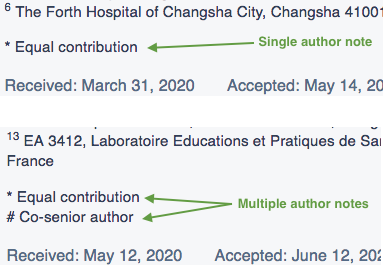 6 The Forth Hospital of Changsha City, Changsha 41001
* Equal contribution
Single author note
Received: March 31, 2020 Accepted: May 14, 20
13 EA 3412, Laboratoire Educations et Pratiques de San
France
* Equal contribution
# Co-senior author
Multiple author notes
Received: May 12, 2020 Accepted: June 12, 202